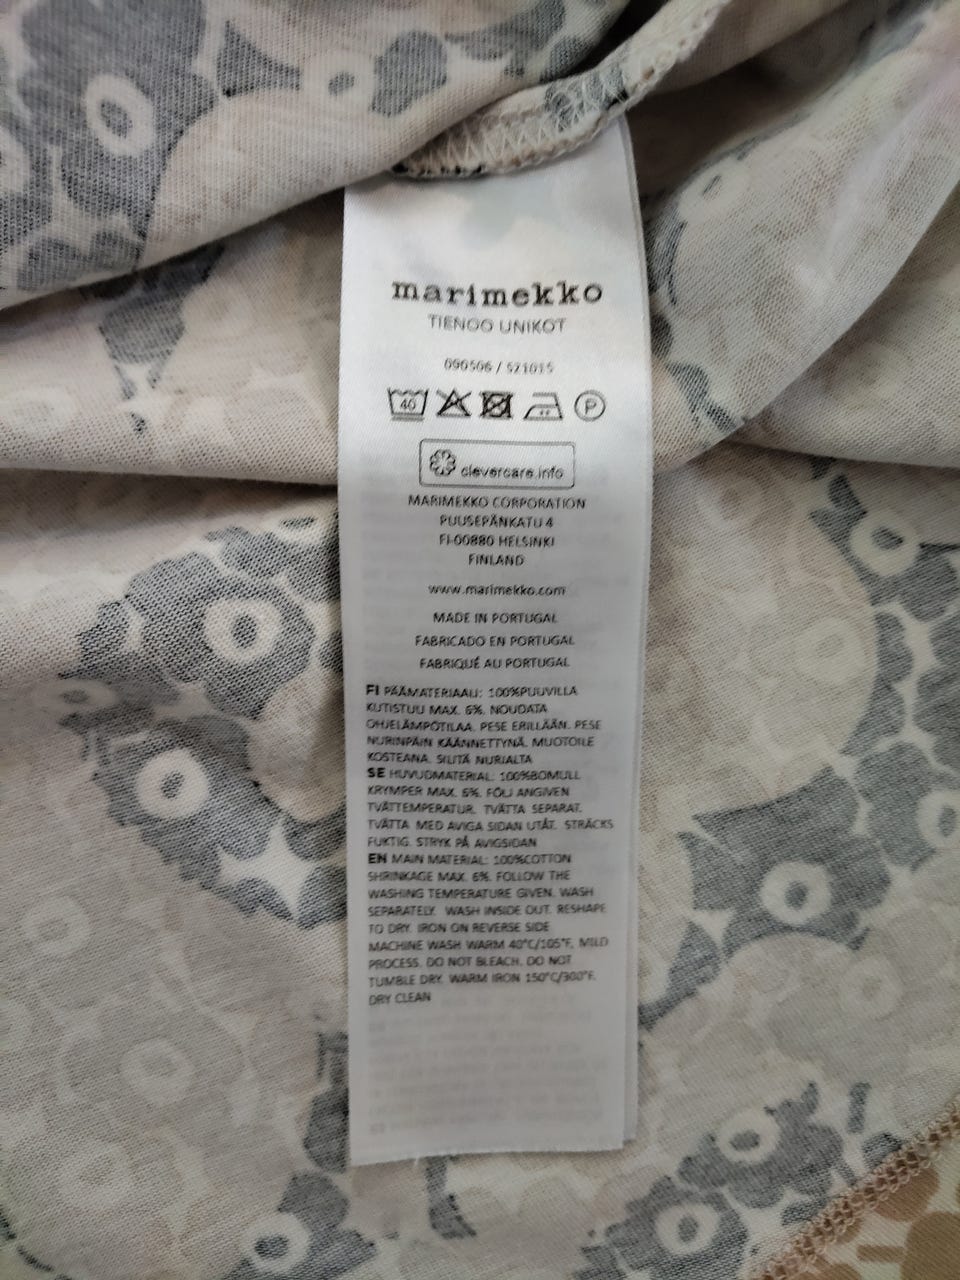 marimekko
TIENOO UNIKOT
090506 / 521015
40
P
clevercare.info
MARIMEKKO CORPORATION
PUUSEPÄNKATU 4
FI-00880 HELSINKI
FINLAND
www.marimekko.com
MADE IN PORTUGAL
FABRICADO EN PORTUGAL
FABRIQUÉ AU PORTUGAL
FI PÄÄMATERIAALI: 100%PUUVILLA
KUTISTUU MAX. 6%. NOUDATA
OHJELÄMPÖTILAA. PESE ERILLÄÄN. PESE
NURINPÄIN KÄÄNNETTYNÄ. MUOTOILE
KOSTEANA. SILITÄ NURJALTA
SE HUVUDMATERIAL: 100%BOMULL
KRYMPER MAX. 6%. FÖLJ ANGIVEN
TVÄTTEMPERATUR. TVÄTTA SEPARAT.
TVÄTTA MED AVIGA SIDAN UTÅT. STRÄCKS
FUKTIG. STRYK PÅ AVIGSIDAN
EN MAIN MATERIAL: 100%COTTON
SHRINKAGE MAX. 6%. FOLLOW THE
WASHING TEMPERATURE GIVEN. WASH
SEPARATELY. WASH INSIDE OUT. RESHAPE
TO DRY. IRON ON REVERSE SIDE
MACHINE WASH WARM 40°C/105°F. MILD
PROCESS. DO NOT BLEACH. DO NOT
TUMBLE DRY. WARM IRON 150°C/300°F.
DRY CLEAN